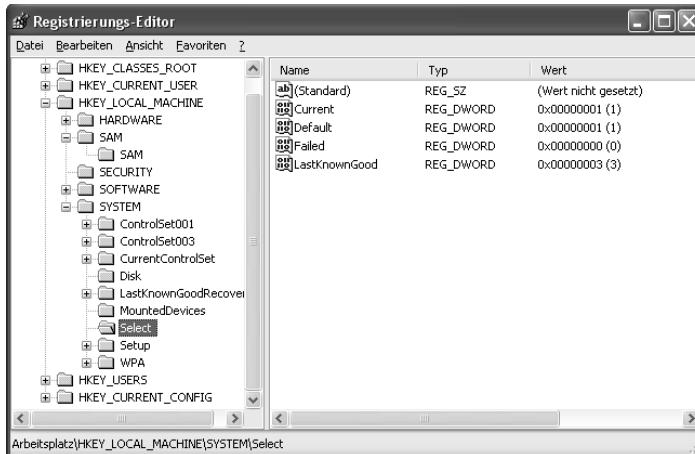 Registrierungs-Editor
Datei Bearbeiten Ansicht Favoriten ?
HKEY_CLASSES_ROOT
HKEY_CURRENT_USER
HKEY_LOCAL_MACHINE
HARDWARE
SAM
SAM
SECURITY
SOFTWARE
SYSTEM
ControlSet001
ControlSet003
CurrentControlSet
Disk
LastKnownGoodRecove
MountedDevices
Select
Setup
WPA
HKEY_USERS
HKEY_CURRENT_CONFIG
Name Typ Wert
(Standard) REG_SZ (Wert nicht gesetzt)
Current REG_DWORD 0x00000001 (1)
Default REG_DWORD 0x00000001 (1)
Failed REG_DWORD 0x00000000 (0)
LastKnownGood REG_DWORD 0x00000003 (3)
Arbeitsplatz\HKEY_LOCAL_MACHINE\SYSTEM\Select